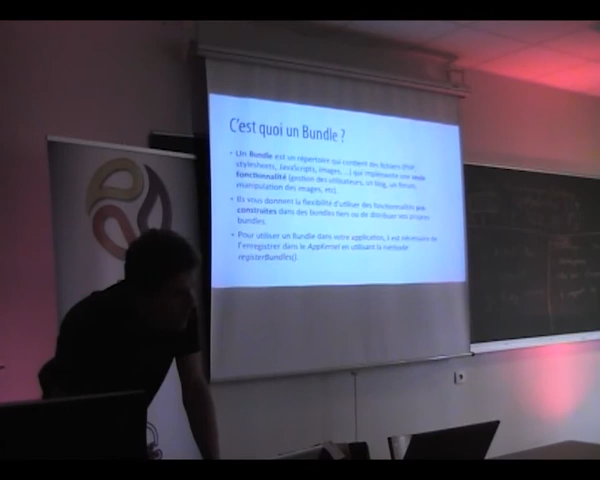 C'est quoi un Bundle ?
• Un Bundle est un répertoire qui contient des fichiers (PHP,
stylesheets, JavaScripts, images, ...) qui implémente une seule
fonctionnalité (gestion des utilisateurs, un blog, un forum,
manipulation des images, etc).
• Ils vous donnent la flexibilité d'utiliser des fonctionnalités pré-
construites dans des bundles tiers ou de distribuer vos propres
bundles.
• Pour utiliser un Bundle dans votre application, il est nécessaire de
l'enregistrer dans le AppKernel en utilisant la méthode
registerBundles().